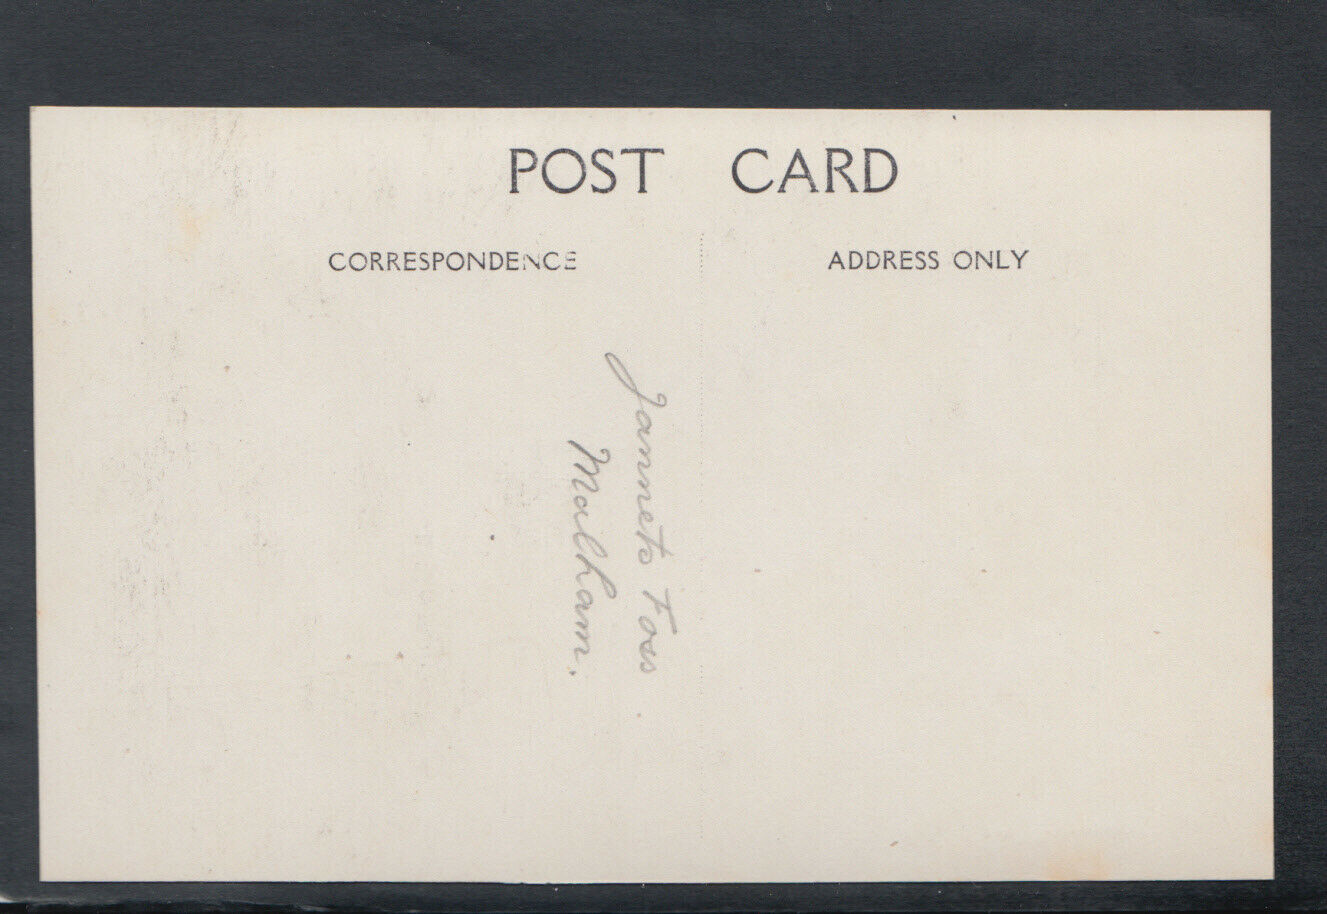 POST CARD
CORRESPONDENCE
ADDRESS ONLY
Jannets Foss
Malham.